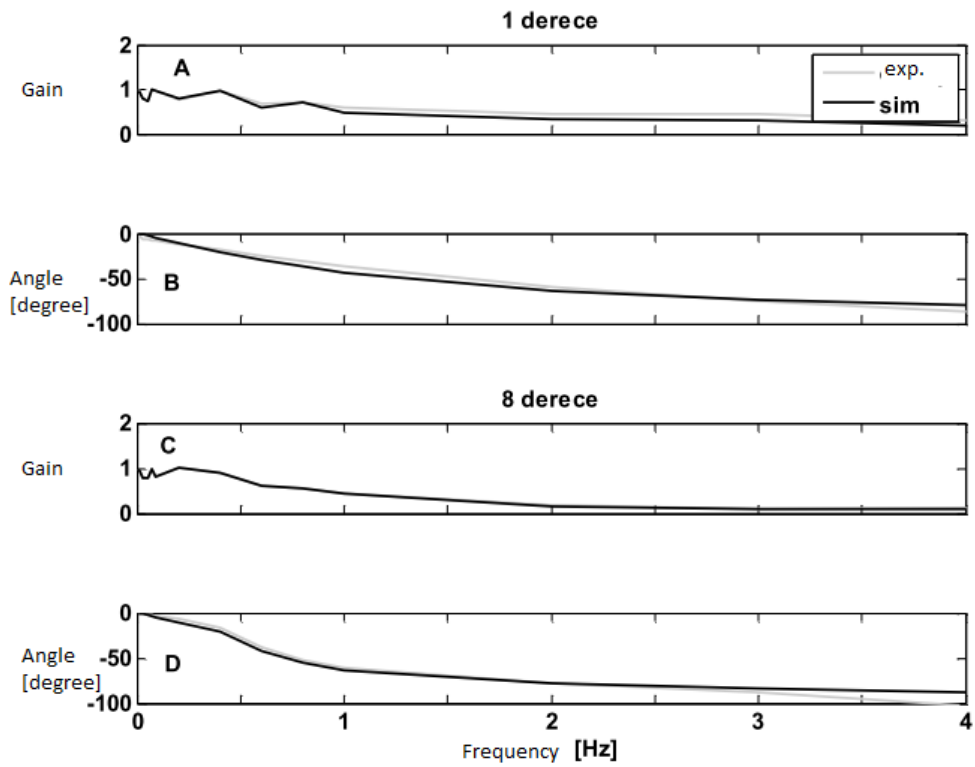 1 derece
2
A
Gain
1
exp.
sim
0
0
Angle
[degree]
-50
B
-100
8 derece
2
C
Gain
1
0
0
Angle
[degree]
-50
D
-100
0 1 2 3 4
Frequency [Hz]